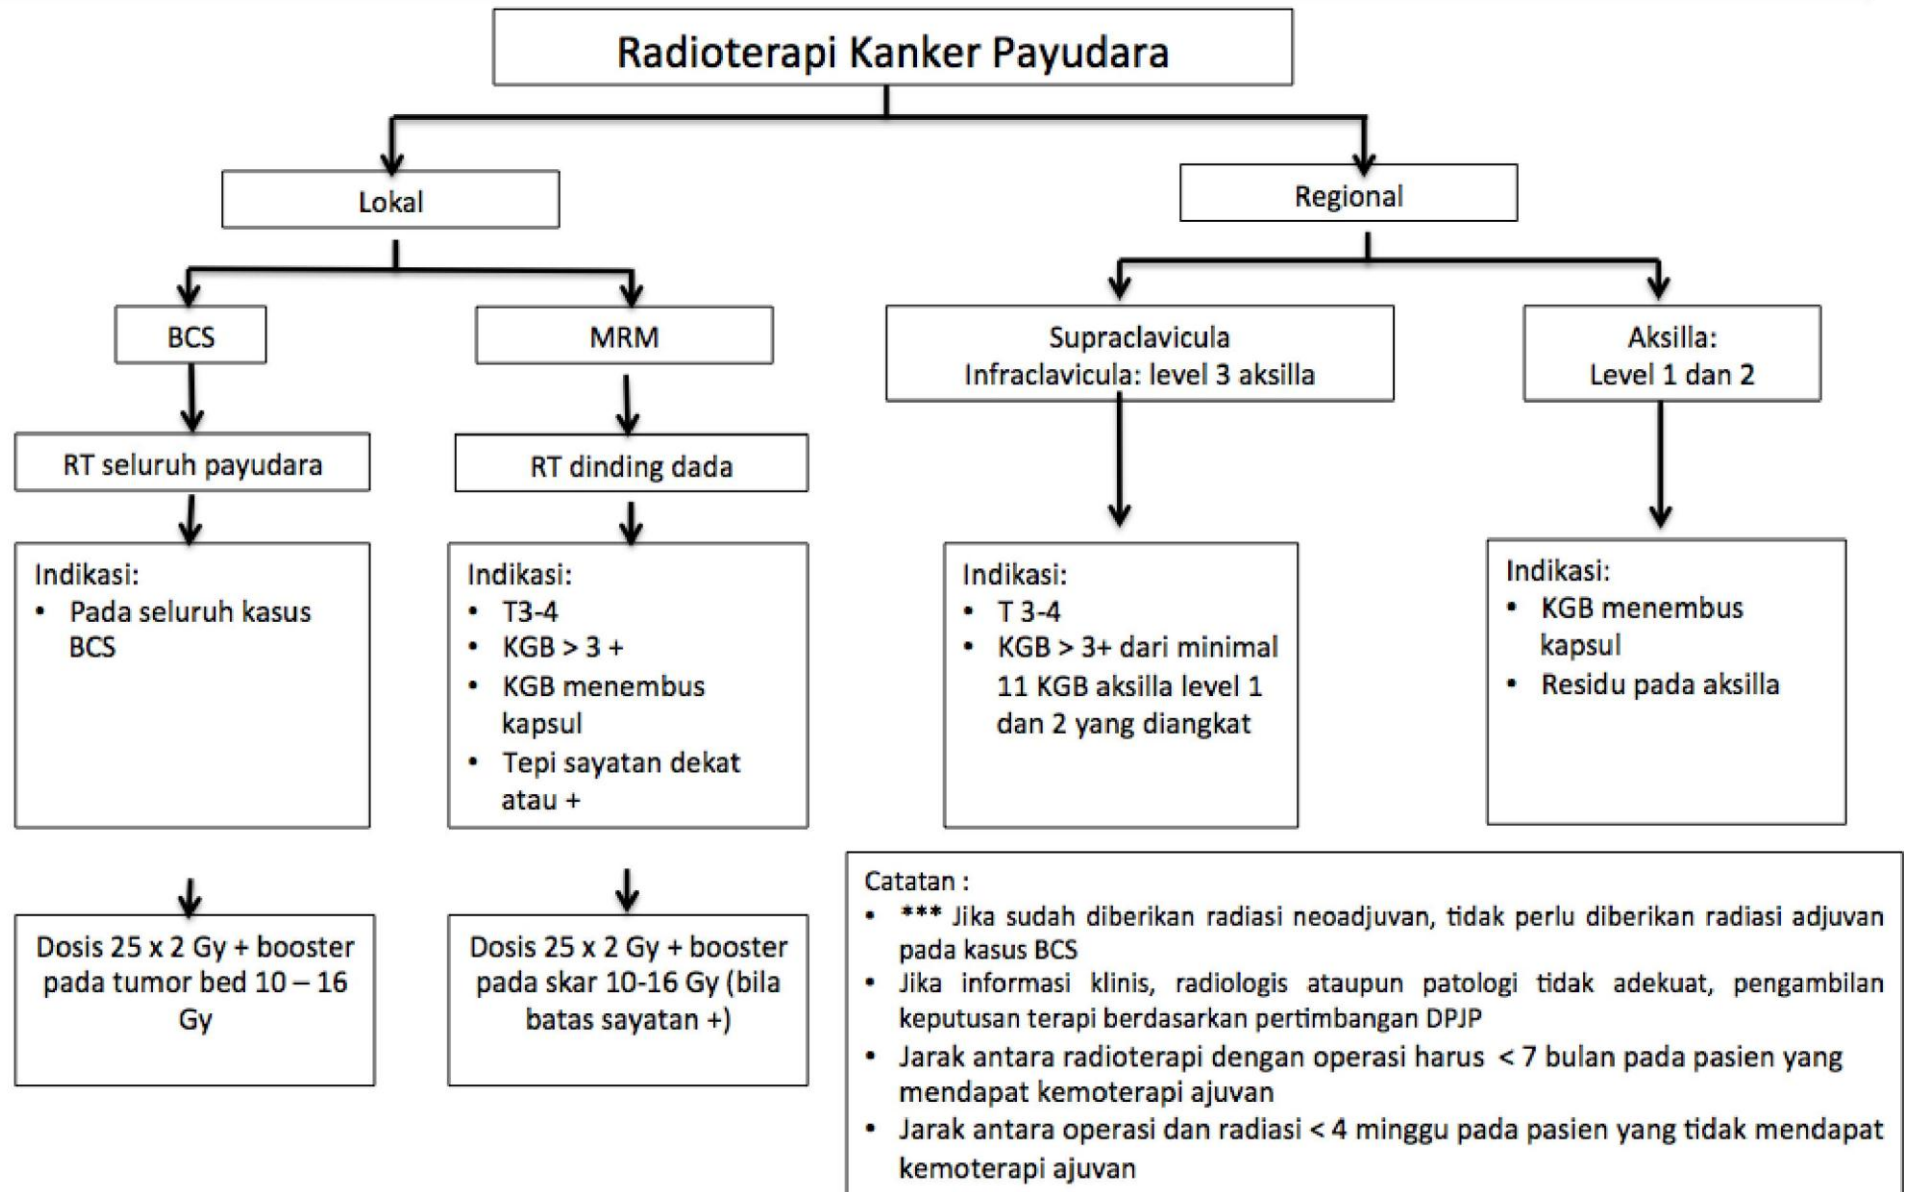 Radioterapi Kanker Payudara
Lokal
Regional
BCS
MRM
Supraclavicula
Infraclavicula: level 3 aksilla
Aksilla:
Level 1 dan 2
RT seluruh payudara
RT dinding dada
Indikasi:
• Pada seluruh kasus
BCS
Indikasi:
• T3-4
• KGB > 3 +
• KGB menembus
kapsul
• Tepi sayatan dekat
atau +
Indikasi:
• T 3-4
• KGB > 3+ dari minimal
11 KGB aksilla level 1
dan 2 yang diangkat
Indikasi:
• KGB menembus
kapsul
• Residu pada aksilla
Dosis 25 x 2 Gy + booster
pada tumor bed 10 – 16
Gy
Dosis 25 x 2 Gy + booster
pada skar 10-16 Gy (bila
batas sayatan +)
Catatan :
• *** Jika sudah diberikan radiasi neoadjuvan, tidak perlu diberikan radiasi adjuvan
pada kasus BCS
• Jika informasi klinis, radiologis ataupun patologi tidak adekuat, pengambilan
keputusan terapi berdasarkan pertimbangan DPJP
• Jarak antara radioterapi dengan operasi harus < 7 bulan pada pasien yang
mendapat kemoterapi ajuvan
• Jarak antara operasi dan radiasi < 4 minggu pada pasien yang tidak mendapat
kemoterapi ajuvan